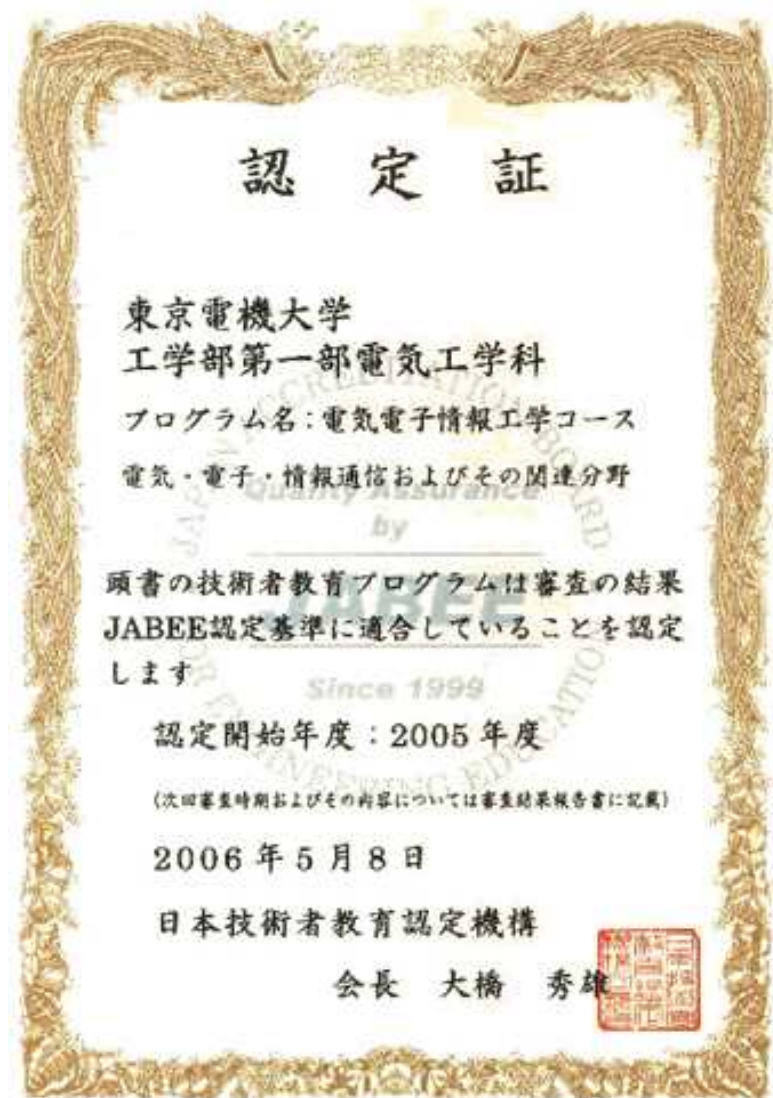 認定証
東京電機大学
工学部第一部電気工学科
プログラム名：電気電子情報工学コース
電気・電子・情報通信およびその関連分野
頭書の技術者教育プログラムは審査の結果
JABEE認定基準に適合していることを認定
します
認定開始年度：2005年度
(次回審査時期およびその内容については審査結果報告書に記載)
2006年5月8日
日本技術者教育認定機構
会長 大橋 秀雄
JAPAN ACCREDITATION BOARD
FOR ENGINEERING EDUCATION
Quality Assurance
by
JABEE
Since 1999